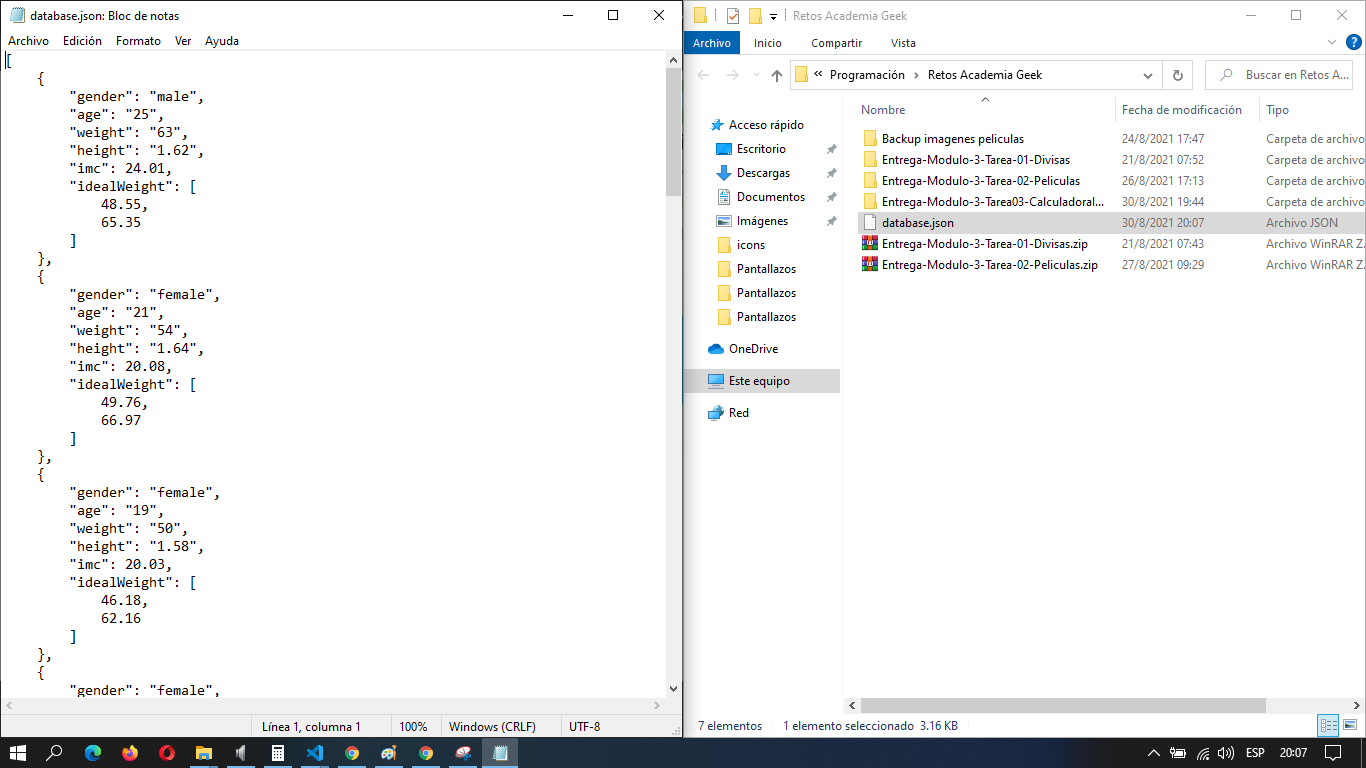 database.json: Bloc de notas
Archivo Edición Formato Ver Ayuda
[
    {
        "gender": "male",
        "age": "25",
        "weight": "63",
        "height": "1.62",
        "imc": 24.01,
        "idealWeight": [
            48.55,
            65.35
        ]
    },
    {
        "gender": "female",
        "age": "21",
        "weight": "54",
        "height": "1.64",
        "imc": 20.08,
        "idealWeight": [
            49.76,
            66.97
        ]
    },
    {
        "gender": "female",
        "age": "19",
        "weight": "50",
        "height": "1.58",
        "imc": 20.03,
        "idealWeight": [
            46.18,
            62.16
        ]
    },
    {
        "gender": "female",
Línea 1, columna 1 100% Windows (CRLF) UTF-8
Retos Academia Geek
Archivo Inicio Compartir Vista
« Programación › Retos Academia Geek
Buscar en Retos A...
Acceso rápido
Escritorio
Descargas
Documentos
Imágenes
icons
Pantallazos
Pantallazos
Pantallazos
OneDrive
Este equipo
Red
Nombre Fecha de modificación Tipo
Backup imagenes peliculas 24/8/2021 17:47 Carpeta de archivo
Entrega-Modulo-3-Tarea-01-Divisas 21/8/2021 07:52 Carpeta de archivo
Entrega-Modulo-3-Tarea-02-Peliculas 26/8/2021 17:13 Carpeta de archivo
Entrega-Modulo-3-Tarea03-CalculadoraI... 30/8/2021 19:44 Carpeta de archivo
database.json 30/8/2021 20:07 Archivo JSON
Entrega-Modulo-3-Tarea-01-Divisas.zip 21/8/2021 07:43 Archivo WinRAR Z
Entrega-Modulo-3-Tarea-02-Peliculas.zip 27/8/2021 09:29 Archivo WinRAR Z
7 elementos 1 elemento seleccionado 3.16 KB
ESP 20:07